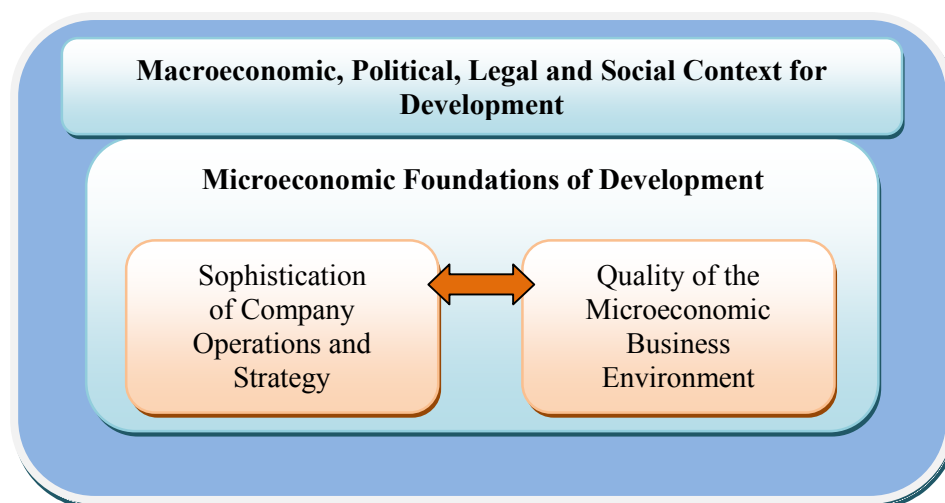 Macroeconomic, Political, Legal and Social Context for
Development
Microeconomic Foundations of Development
Sophistication
of Company
Operations and
Strategy
Quality of the
Microeconomic
Business
Environment